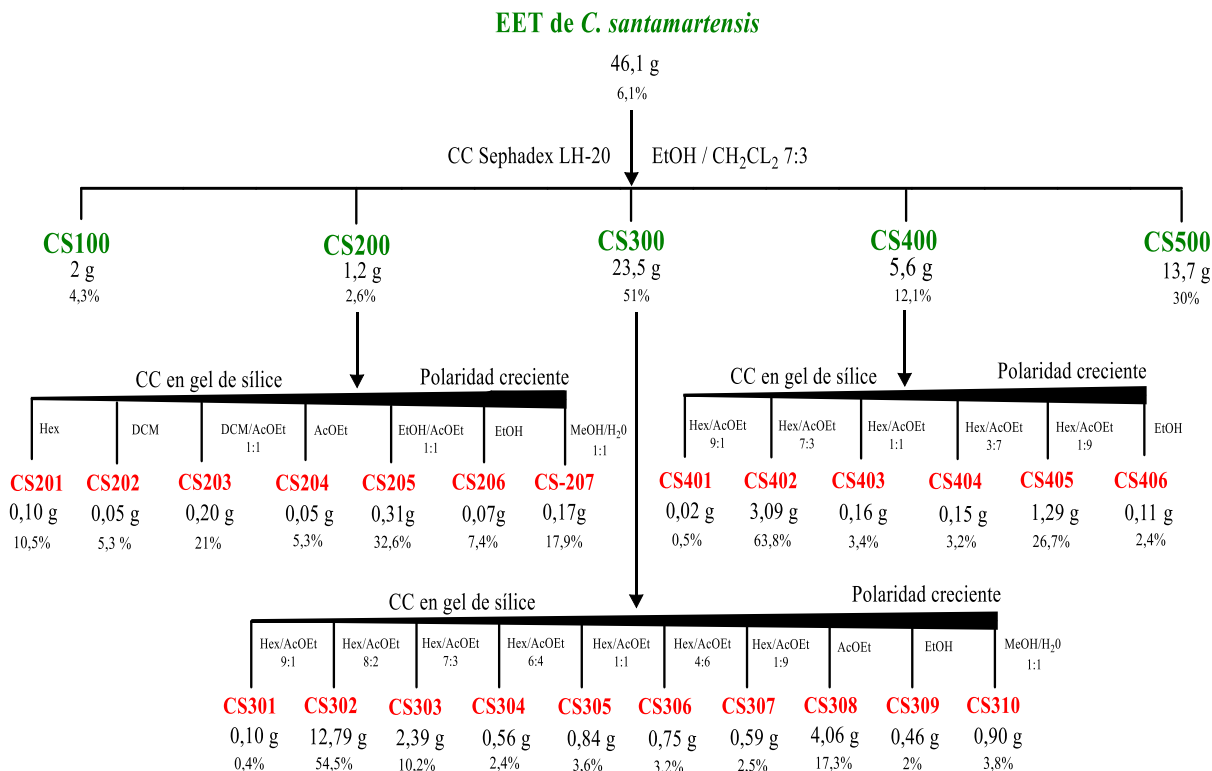 EET de C. santamartensis
46,1 g
6,1%
CC Sephadex LH-20 EtOH / CH2CL2 7:3
CS100 CS200 CS300 CS400 CS500
2 g 1,2 g 23,5 g 5,6 g 13,7 g
4,3% 2,6% 51% 12,1% 30%
CC en gel de sílice Polaridad creciente
Hex DCM DCM/AcOEt 1:1 AcOEt EtOH/AcOEt 1:1 EtOH MeOH/H20 1:1
CS201 CS202 CS203 CS204 CS205 CS206 CS-207
0,10 g 0,05 g 0,20 g 0,05 g 0,31g 0,07g 0,17g
10,5% 5,3 % 21% 5,3% 32,6% 7,4% 17,9%
CC en gel de sílice Polaridad creciente
Hex/AcOEt 9:1 Hex/AcOEt 7:3 Hex/AcOEt 1:1 Hex/AcOEt 3:7 Hex/AcOEt 1:9 EtOH
CS401 CS402 CS403 CS404 CS405 CS406
0,02 g 3,09 g 0,16 g 0,15 g 1,29 g 0,11 g
0,5% 63,8% 3,4% 3,2% 26,7% 2,4%
CC en gel de sílice Polaridad creciente
Hex/AcOEt 9:1 Hex/AcOEt 8:2 Hex/AcOEt 7:3 Hex/AcOEt 6:4 Hex/AcOEt 1:1 Hex/AcOEt 4:6 Hex/AcOEt 1:9 AcOEt EtOH MeOH/H20 1:1
CS301 CS302 CS303 CS304 CS305 CS306 CS307 CS308 CS309 CS310
0,10 g 12,79 g 2,39 g 0,56 g 0,84 g 0,75 g 0,59 g 4,06 g 0,46 g 0,90 g
0,4% 54,5% 10,2% 2,4% 3,6% 3,2% 2,5% 17,3% 2% 3,8%